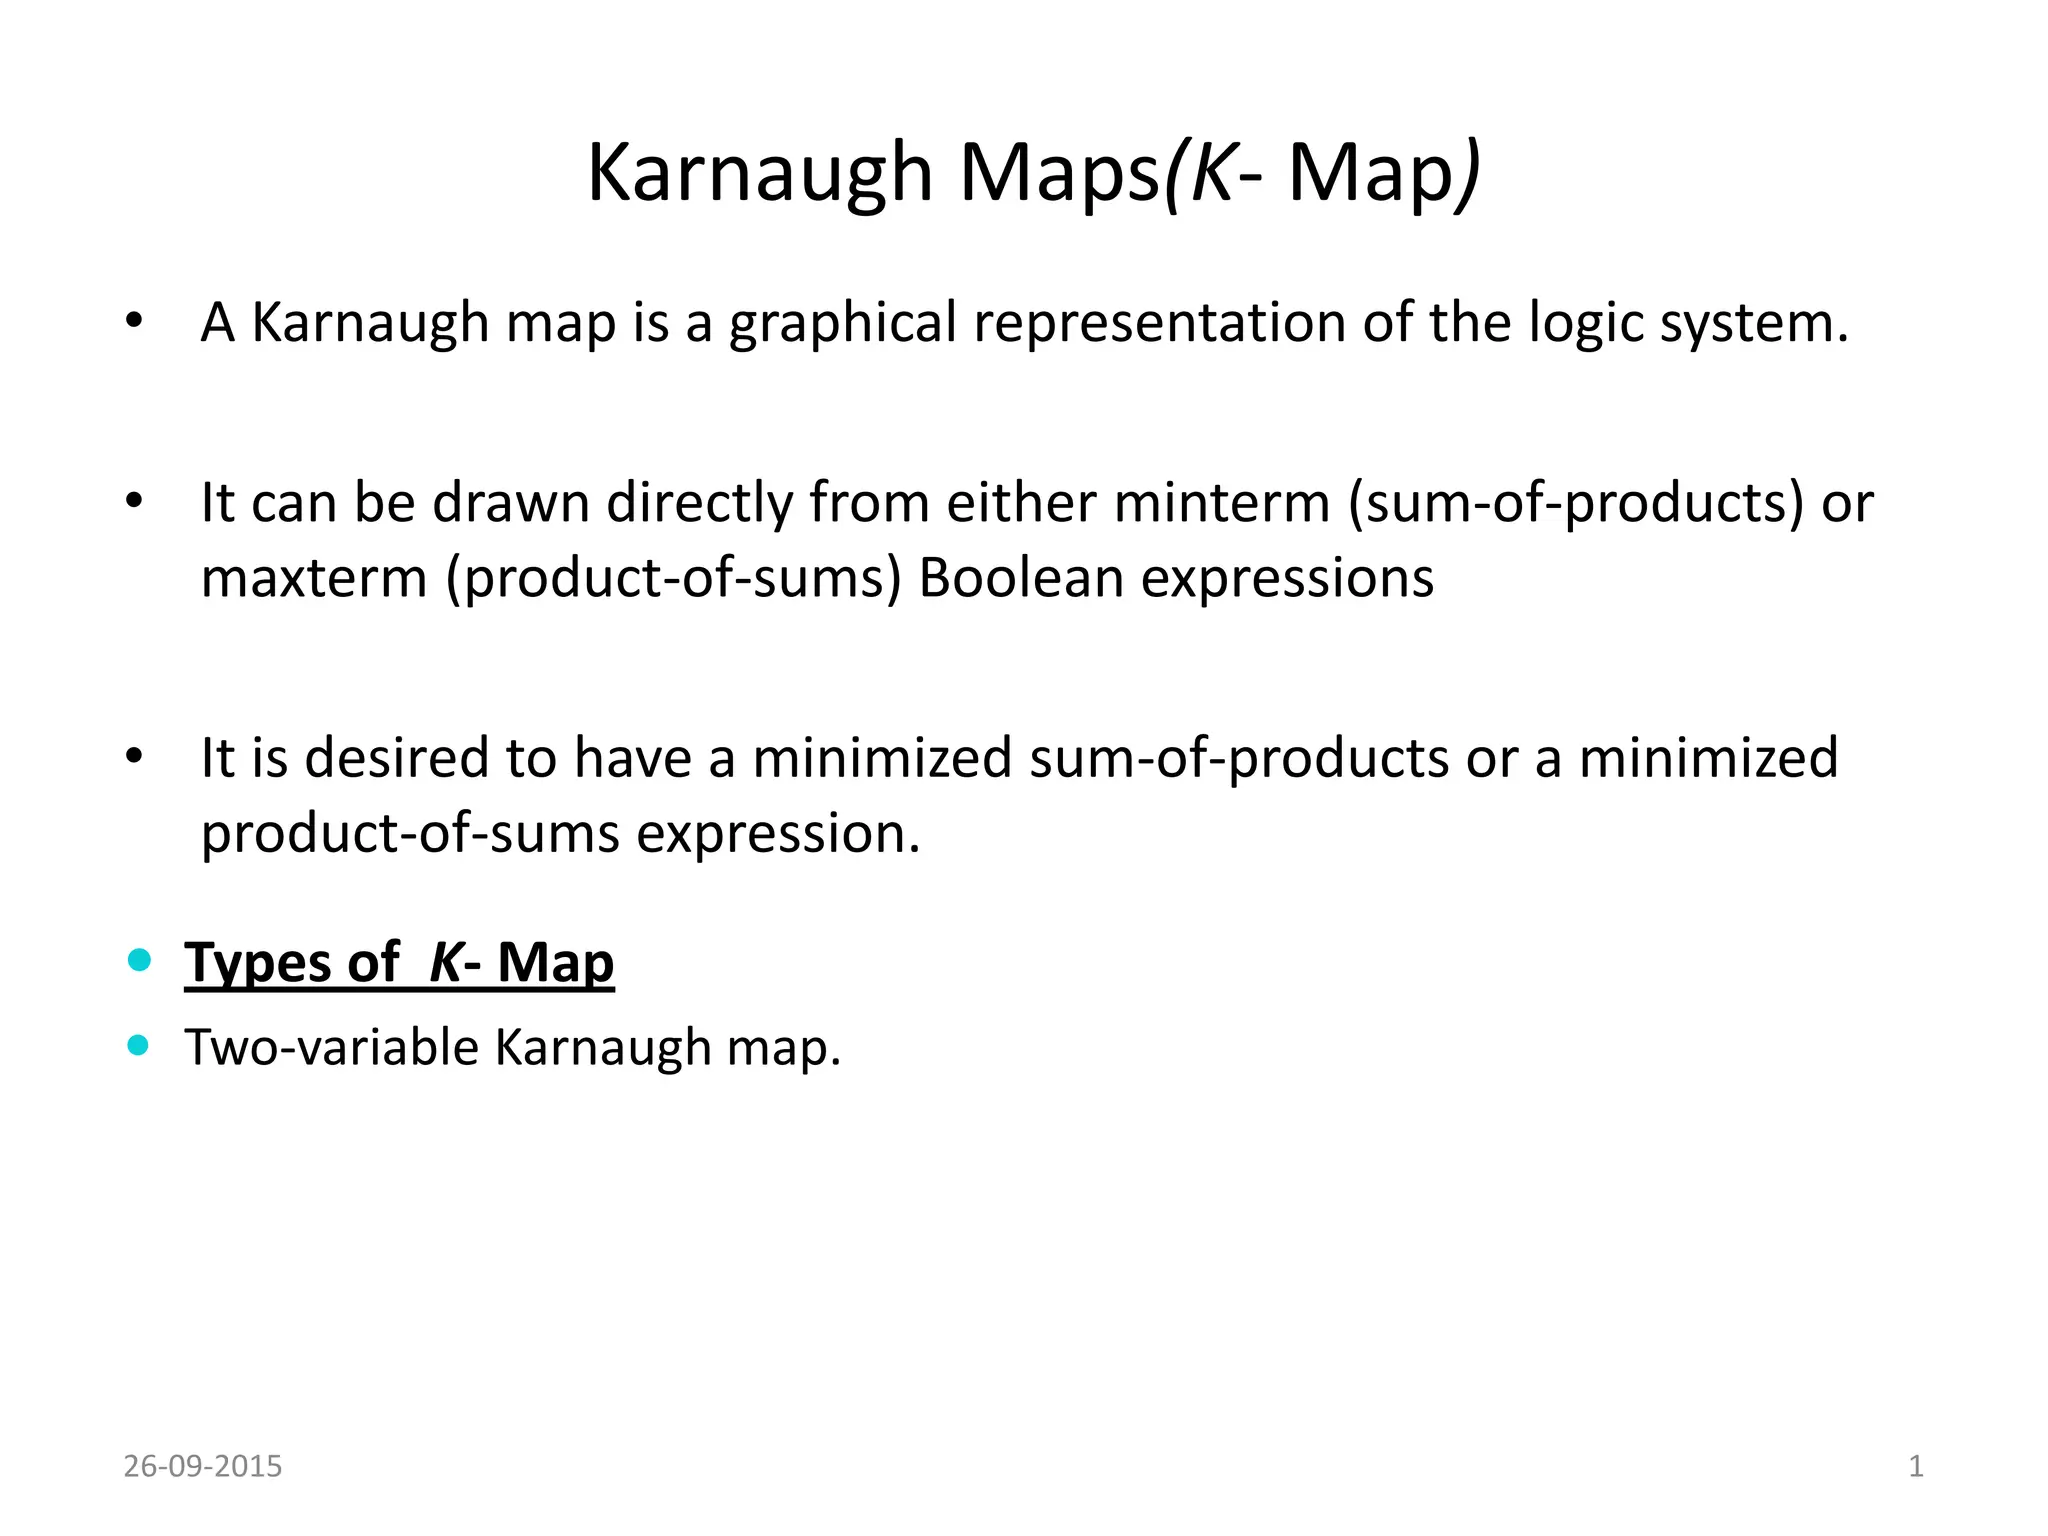 Karnaugh Maps(K- Map)
• A Karnaugh map is a graphical representation of the logic system.
• It can be drawn directly from either minterm (sum-of-products) or
maxterm (product-of-sums) Boolean expressions
• It is desired to have a minimized sum-of-products or a minimized
product-of-sums expression.
• Types of K- Map
• Two-variable Karnaugh map.
26-09-2015
1